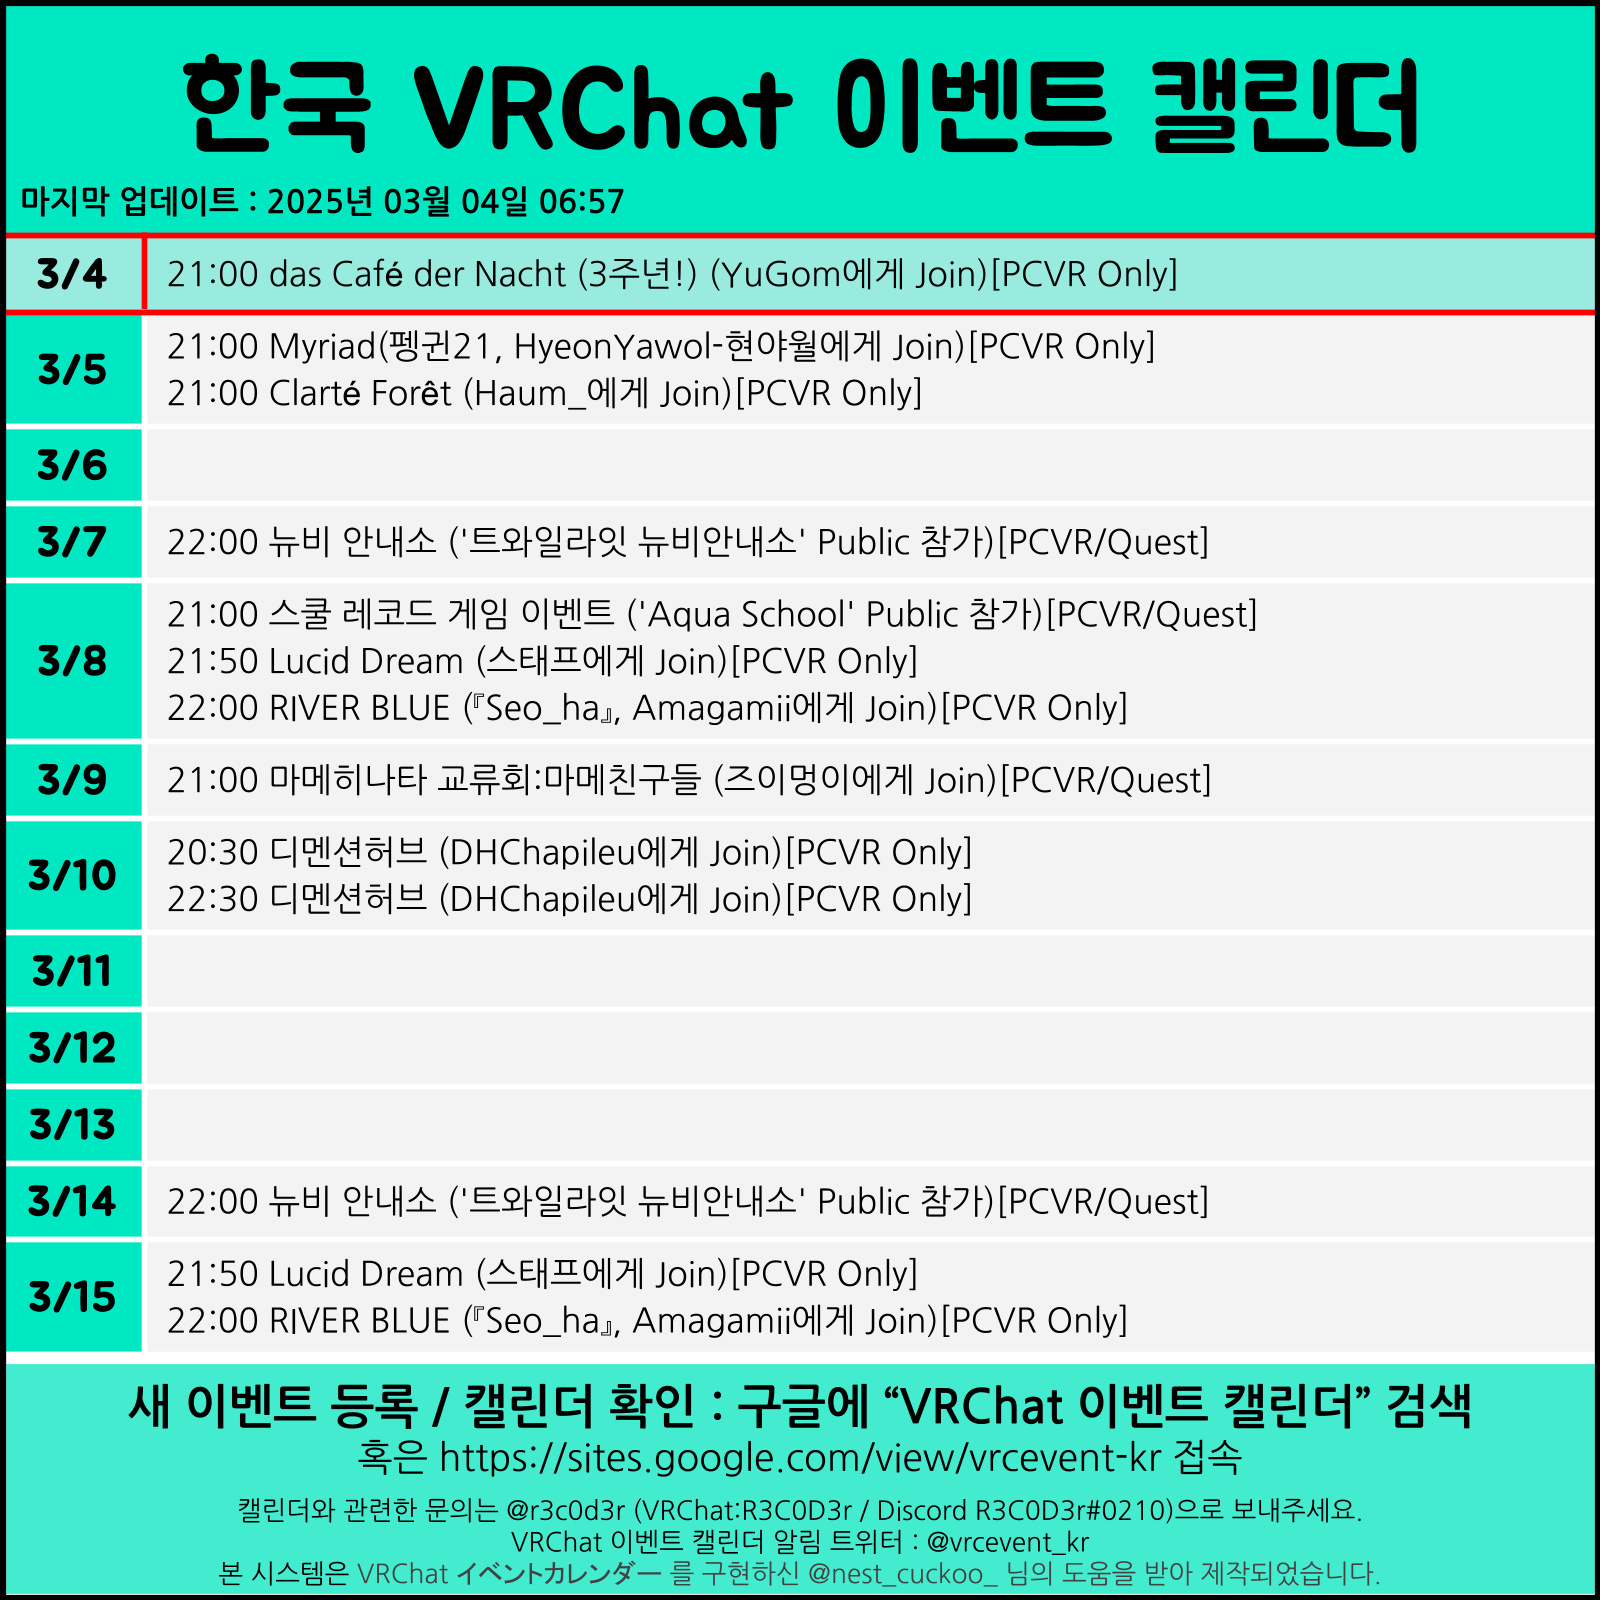 한국 VRChat 이벤트 캘린더
마지막 업데이트 : 2025년 03월 04일 06:57
3/4
21:00 das Café der Nacht (3주년!) (YuGom에게 Join)[PCVR Only]
3/5
21:00 Myriad(펭귄21, HyeonYawol-현야월에게 Join)[PCVR Only]
21:00 Clarté Forêt (Haum_에게 Join)[PCVR Only]
3/6
3/7
22:00 뉴비 안내소 ('트와일라잇 뉴비안내소' Public 참가)[PCVR/Quest]
3/8
21:00 스쿨 레코드 게임 이벤트 ('Aqua School' Public 참가)[PCVR/Quest]
21:50 Lucid Dream (스태프에게 Join)[PCVR Only]
22:00 RIVER BLUE (『Seo_ha』, Amagamii에게 Join)[PCVR Only]
3/9
21:00 마메히나타 교류회:마메친구들 (즈이멍이에게 Join)[PCVR/Quest]
3/10
20:30 디멘션허브 (DHChapileu에게 Join)[PCVR Only]
22:30 디멘션허브 (DHChapileu에게 Join)[PCVR Only]
3/11
3/12
3/13
3/14
22:00 뉴비 안내소 ('트와일라잇 뉴비안내소' Public 참가)[PCVR/Quest]
3/15
21:50 Lucid Dream (스태프에게 Join)[PCVR Only]
22:00 RIVER BLUE (『Seo_ha』, Amagamii에게 Join)[PCVR Only]
새 이벤트 등록 / 캘린더 확인 : 구글에 “VRChat 이벤트 캘린더” 검색
혹은 https://sites.google.com/view/vrcevent-kr 접속
캘린더와 관련한 문의는 @r3c0d3r (VRChat:R3C0D3r / Discord R3C0D3r#0210)으로 보내주세요.
VRChat 이벤트 캘린더 알림 트위터 : @vrcevent_kr
본 시스템은 VRChat イベントカレンダー 를 구현하신 @nest_cuckoo_ 님의 도움을 받아 제작되었습니다.